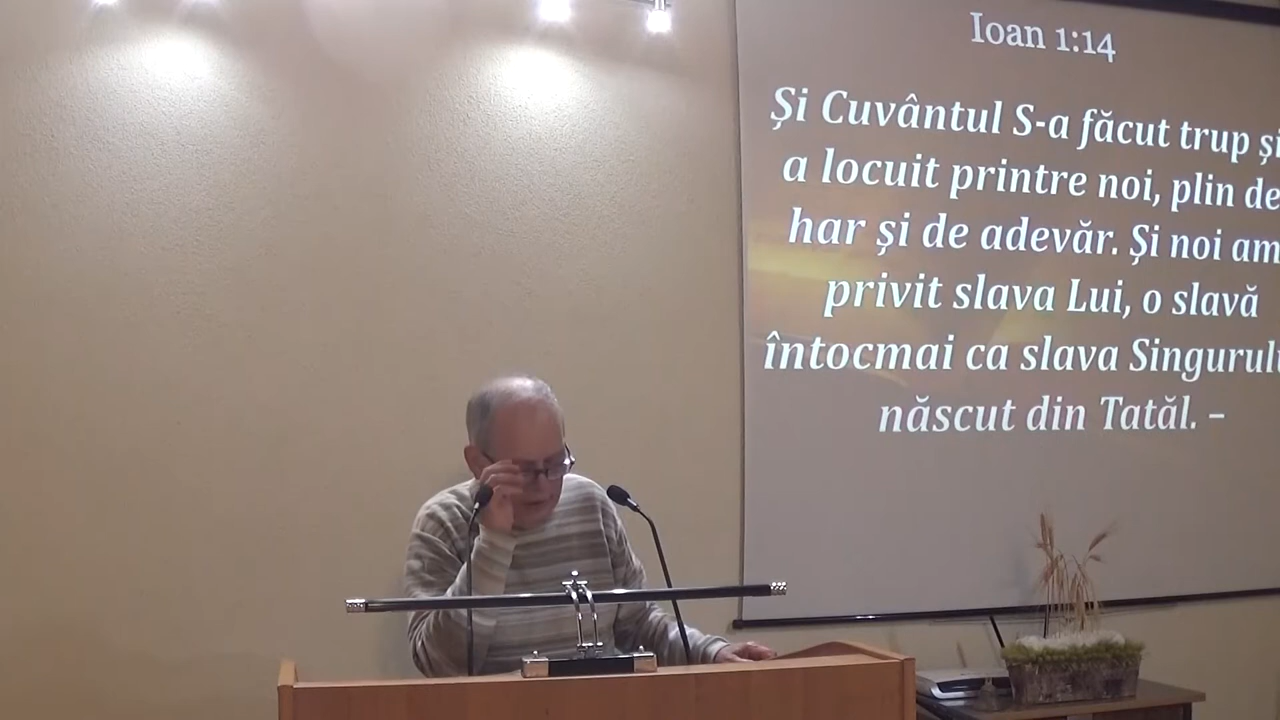 Ioan 1:14
Și Cuvântul S-a făcut trup și
a locuit printre noi, plin de
har și de adevăr. Și noi am
privit slava Lui, o slavă
întocmai ca slava
născut din Tatăl. –